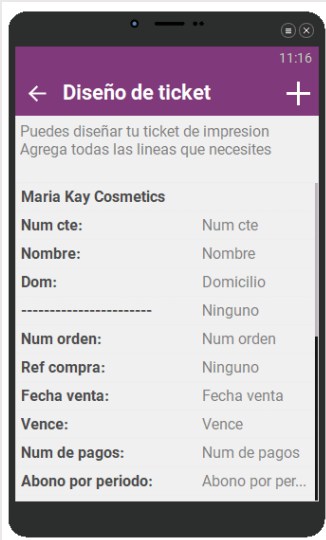 11:16
Diseño de ticket
Puedes diseñar tu ticket de impresion
Agrega todas las lineas que necesites
Maria Kay Cosmetics
Num cte: Num cte
Nombre: Nombre
Dom: Domicilio
----------------------- Ninguno
Num orden: Num orden
Ref compra: Ninguno
Fecha venta: Fecha venta
Vence: Vence
Num de pagos: Num de pagos
Abono por periodo: Abono por per...